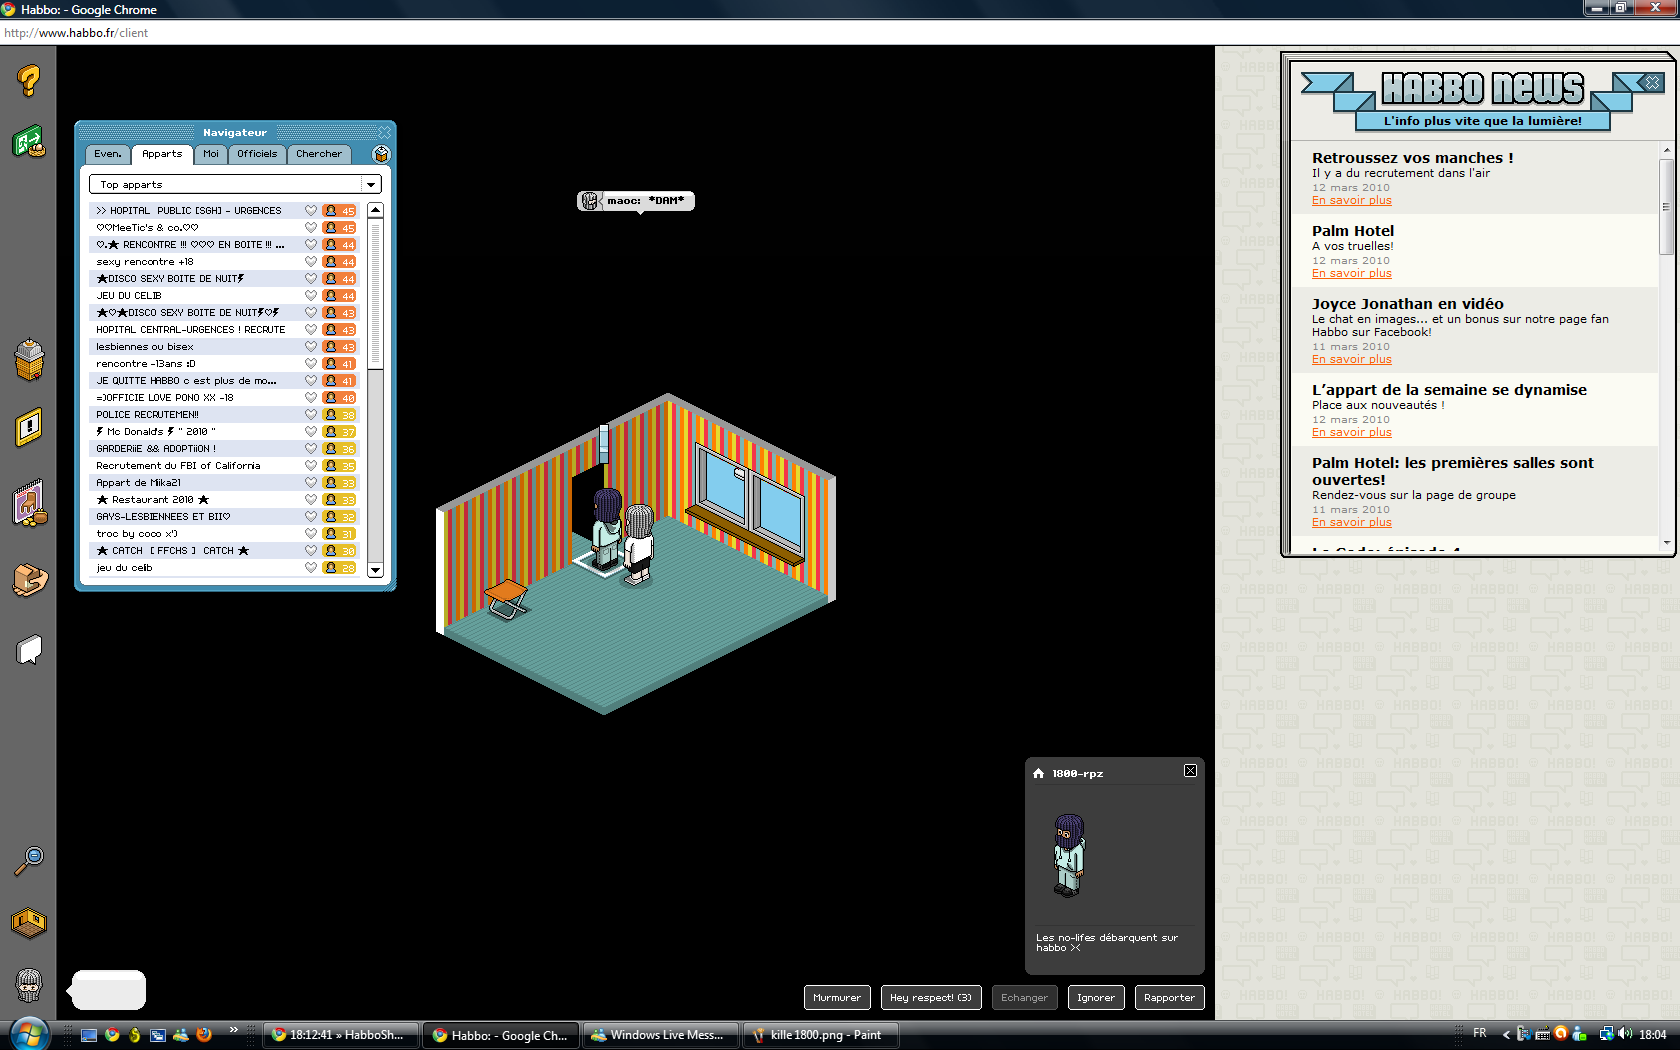 Habbo: - Google Chrome
http://www.habbo.fr/client
Navigateur
Even. Apparts Moi Officiels Chercher
Top apparts
>> HOPITAL PUBLIC [SGH] - URGENCES 45
♡♡MeeTic's & co.♡♡ 45
♡.★ RENCONTRE !!! ♡♡♡ EN BOITE !!! ... 44
sexy rencontre +18 44
★DISCO SEXY BOITE DE NUIT⚡ 44
JEU DU CELIB 44
★♡★DISCO SEXY BOITE DE NUIT⚡♡⚡ 43
HOPITAL CENTRAL-URGENCES ! RECRUTE 43
lesbiennes ou bisex 43
rencontre -13ans :D 41
JE QUITTE HABBO c est plus de mo... 41
=)OFFICIE LOVE PONO XX -18 40
POLICE RECRUTEMEN!! 38
⚡ Mc Donald's ⚡ " 2010 " 37
GARDERiiE && ADOPTiiON ! 36
Recrutement du FBI of California 35
Appart de Miika21 33
★ Restaurant 2010 ★ 33
GAYS-LESBIENNEES ET BII♡ 32
troc by coco x') 31
★ CATCH [ FFCHS ] CATCH ★ 30
jeu du celib 28
maoc: *DAM*
HABBO NEWS
L'info plus vite que la lumière!
Retroussez vos manches !
Il y a du recrutement dans l'air
12 mars 2010
En savoir plus
Palm Hotel
A vos truelles!
12 mars 2010
En savoir plus
Joyce Jonathan en vidéo
Le chat en images... et un bonus sur notre page fan
Habbo sur Facebook!
11 mars 2010
En savoir plus
L’appart de la semaine se dynamise
Place aux nouveautés !
12 mars 2010
En savoir plus
Palm Hotel: les premières salles sont
ouvertes!
Rendez-vous sur la page de groupe
11 mars 2010
En savoir plus
1800-rpz
Les no-lifes débarquent sur
habbo ><
Murmurer Hey respect! (3) Echanger Ignorer Rapporter
18:12:41 » HabboSh... Habbo: - Google Ch... Windows Live Mess... kille 1800.png - Paint FR 18:04